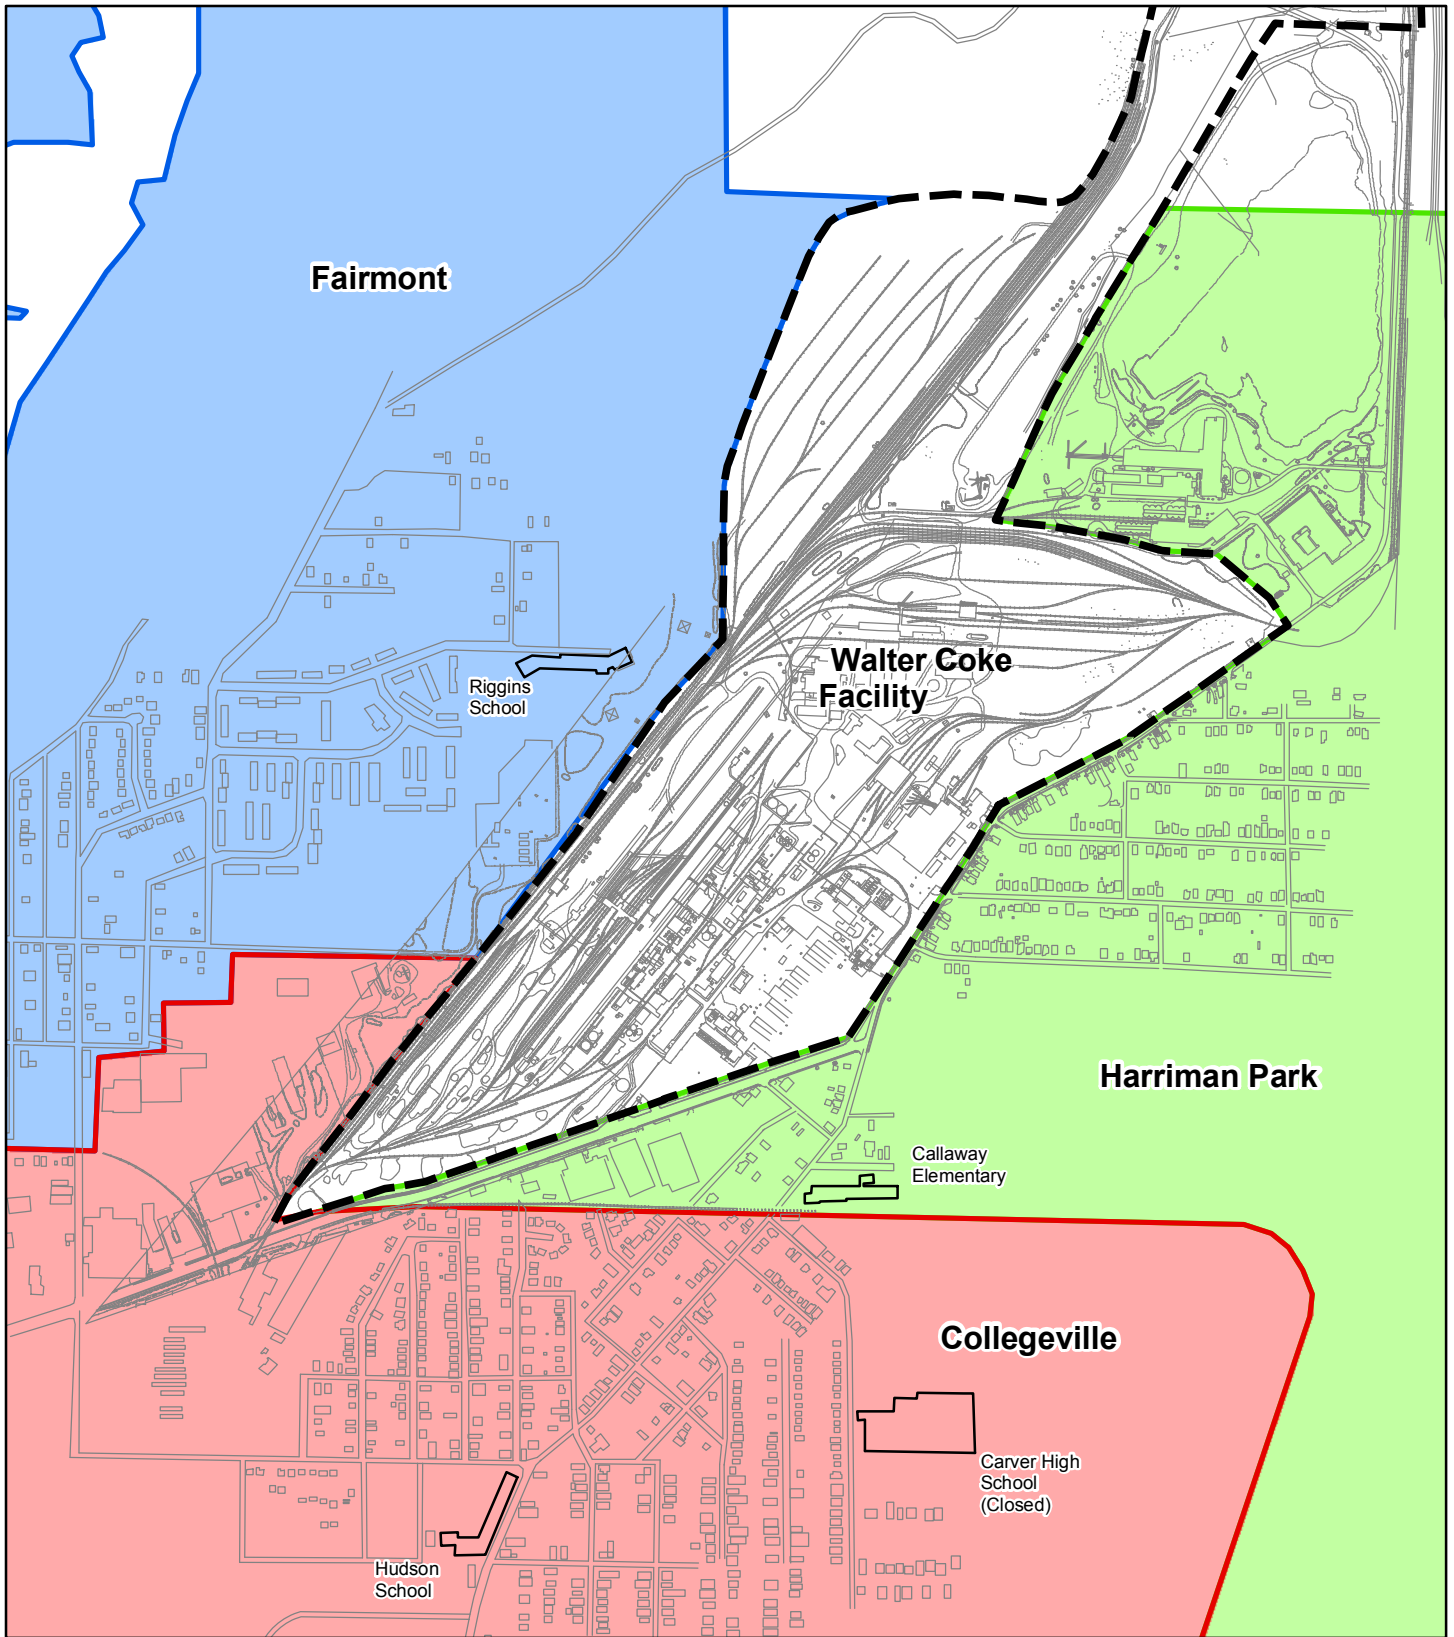 Fairmont
Walter Coke
Facility
Riggins
School
Harriman Park
Callaway
Elementary
Collegeville
Carver High
School
(Closed)
Hudson
School